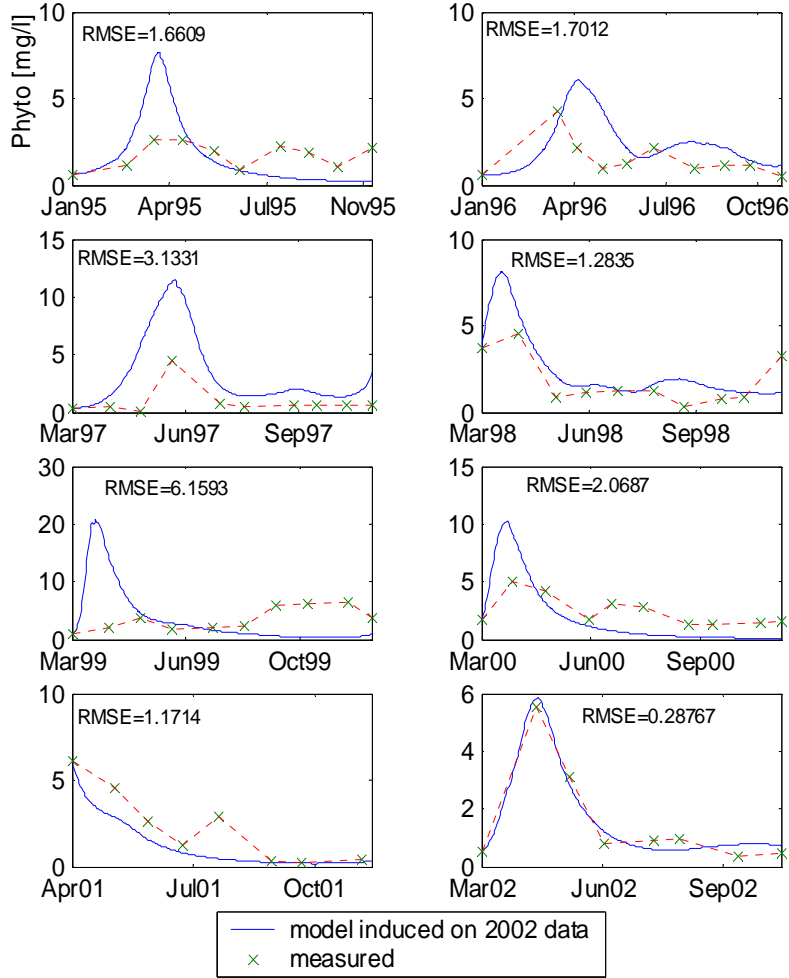 10
5
0
Phyto [mg/l]
RMSE=1.6609
Jan95 Apr95 Jul95 Nov95
10
5
0
RMSE=1.7012
Jan96 Apr96 Jul96 Oct96
15
10
5
0
RMSE=3.1331
Mar97 Jun97 Sep97
10
5
0
RMSE=1.2835
Mar98 Jun98 Sep98
30
20
10
0
RMSE=6.1593
Mar99 Jun99 Oct99
15
10
5
0
RMSE=2.0687
Mar00 Jun00 Sep00
10
5
0
RMSE=1.1714
Apr01 Jul01 Oct01
6
4
2
0
RMSE=0.28767
Mar02 Jun02 Sep02
model induced on 2002 data
measured